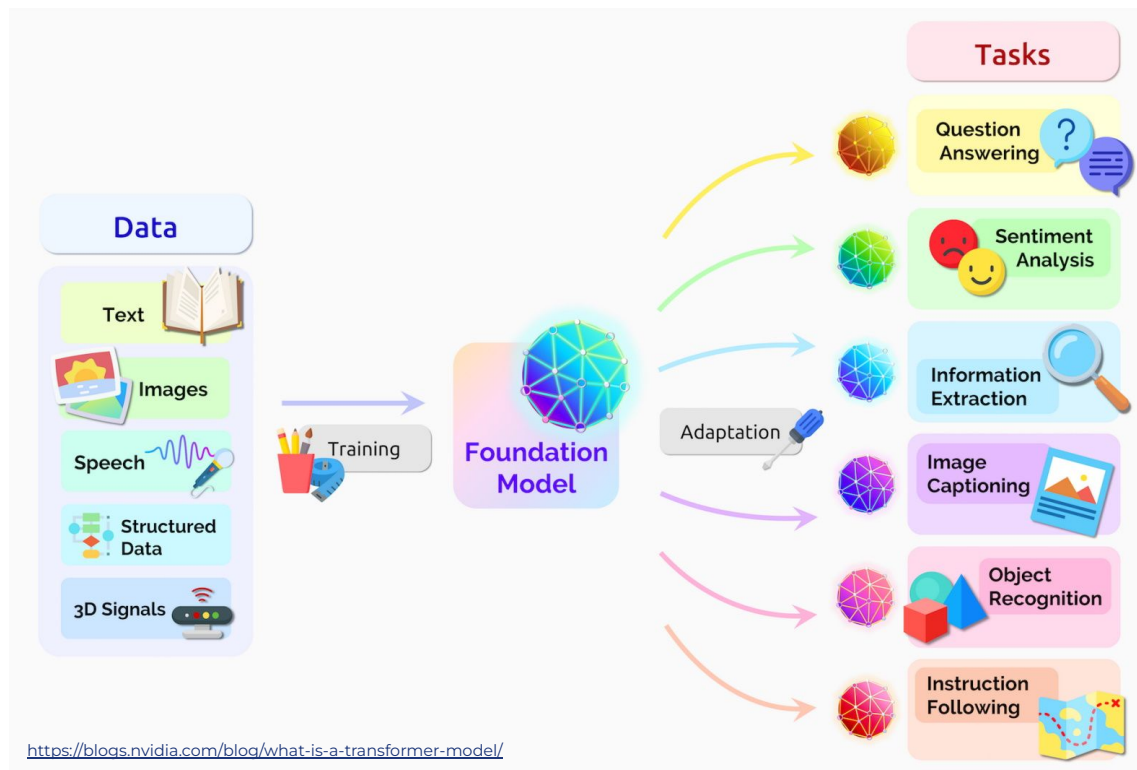 Tasks
Question
Answering
Sentiment
Analysis
Information
Extraction
Image
Captioning
Object
Recognition
Instruction
Following
Data
Text
Images
Speech
Structured
Data
3D Signals
Training
Foundation
Model
Adaptation
https://blogs.nvidia.com/blog/what-is-a-transformer-model/